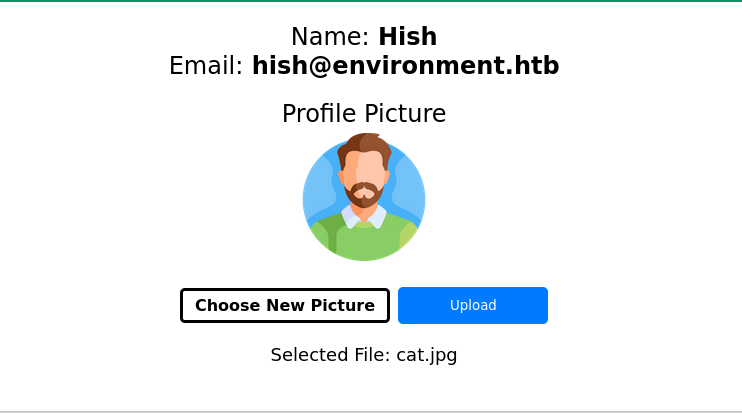 Name: Hish
Email: hish@environment.htb
Profile Picture
Choose New Picture
Upload
Selected File: cat.jpg